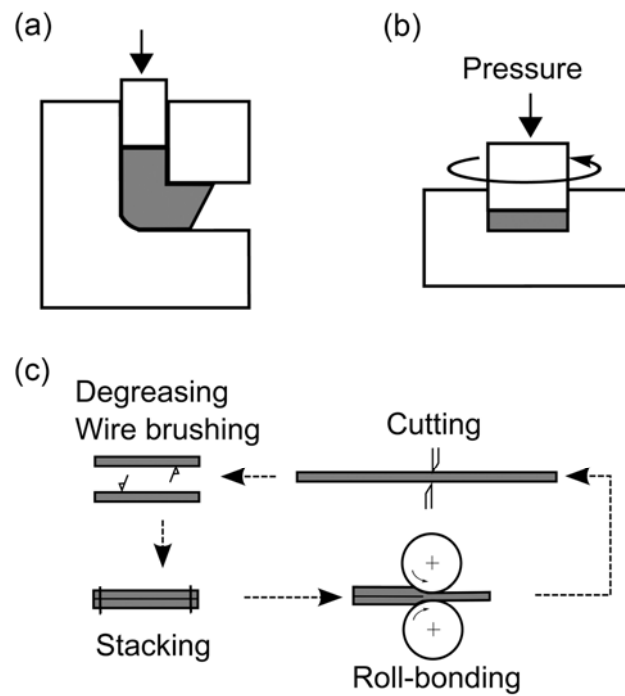 (a)
(b)
Pressure
(c)
Degreasing
Wire brushing
Cutting
Stacking
Roll-bonding